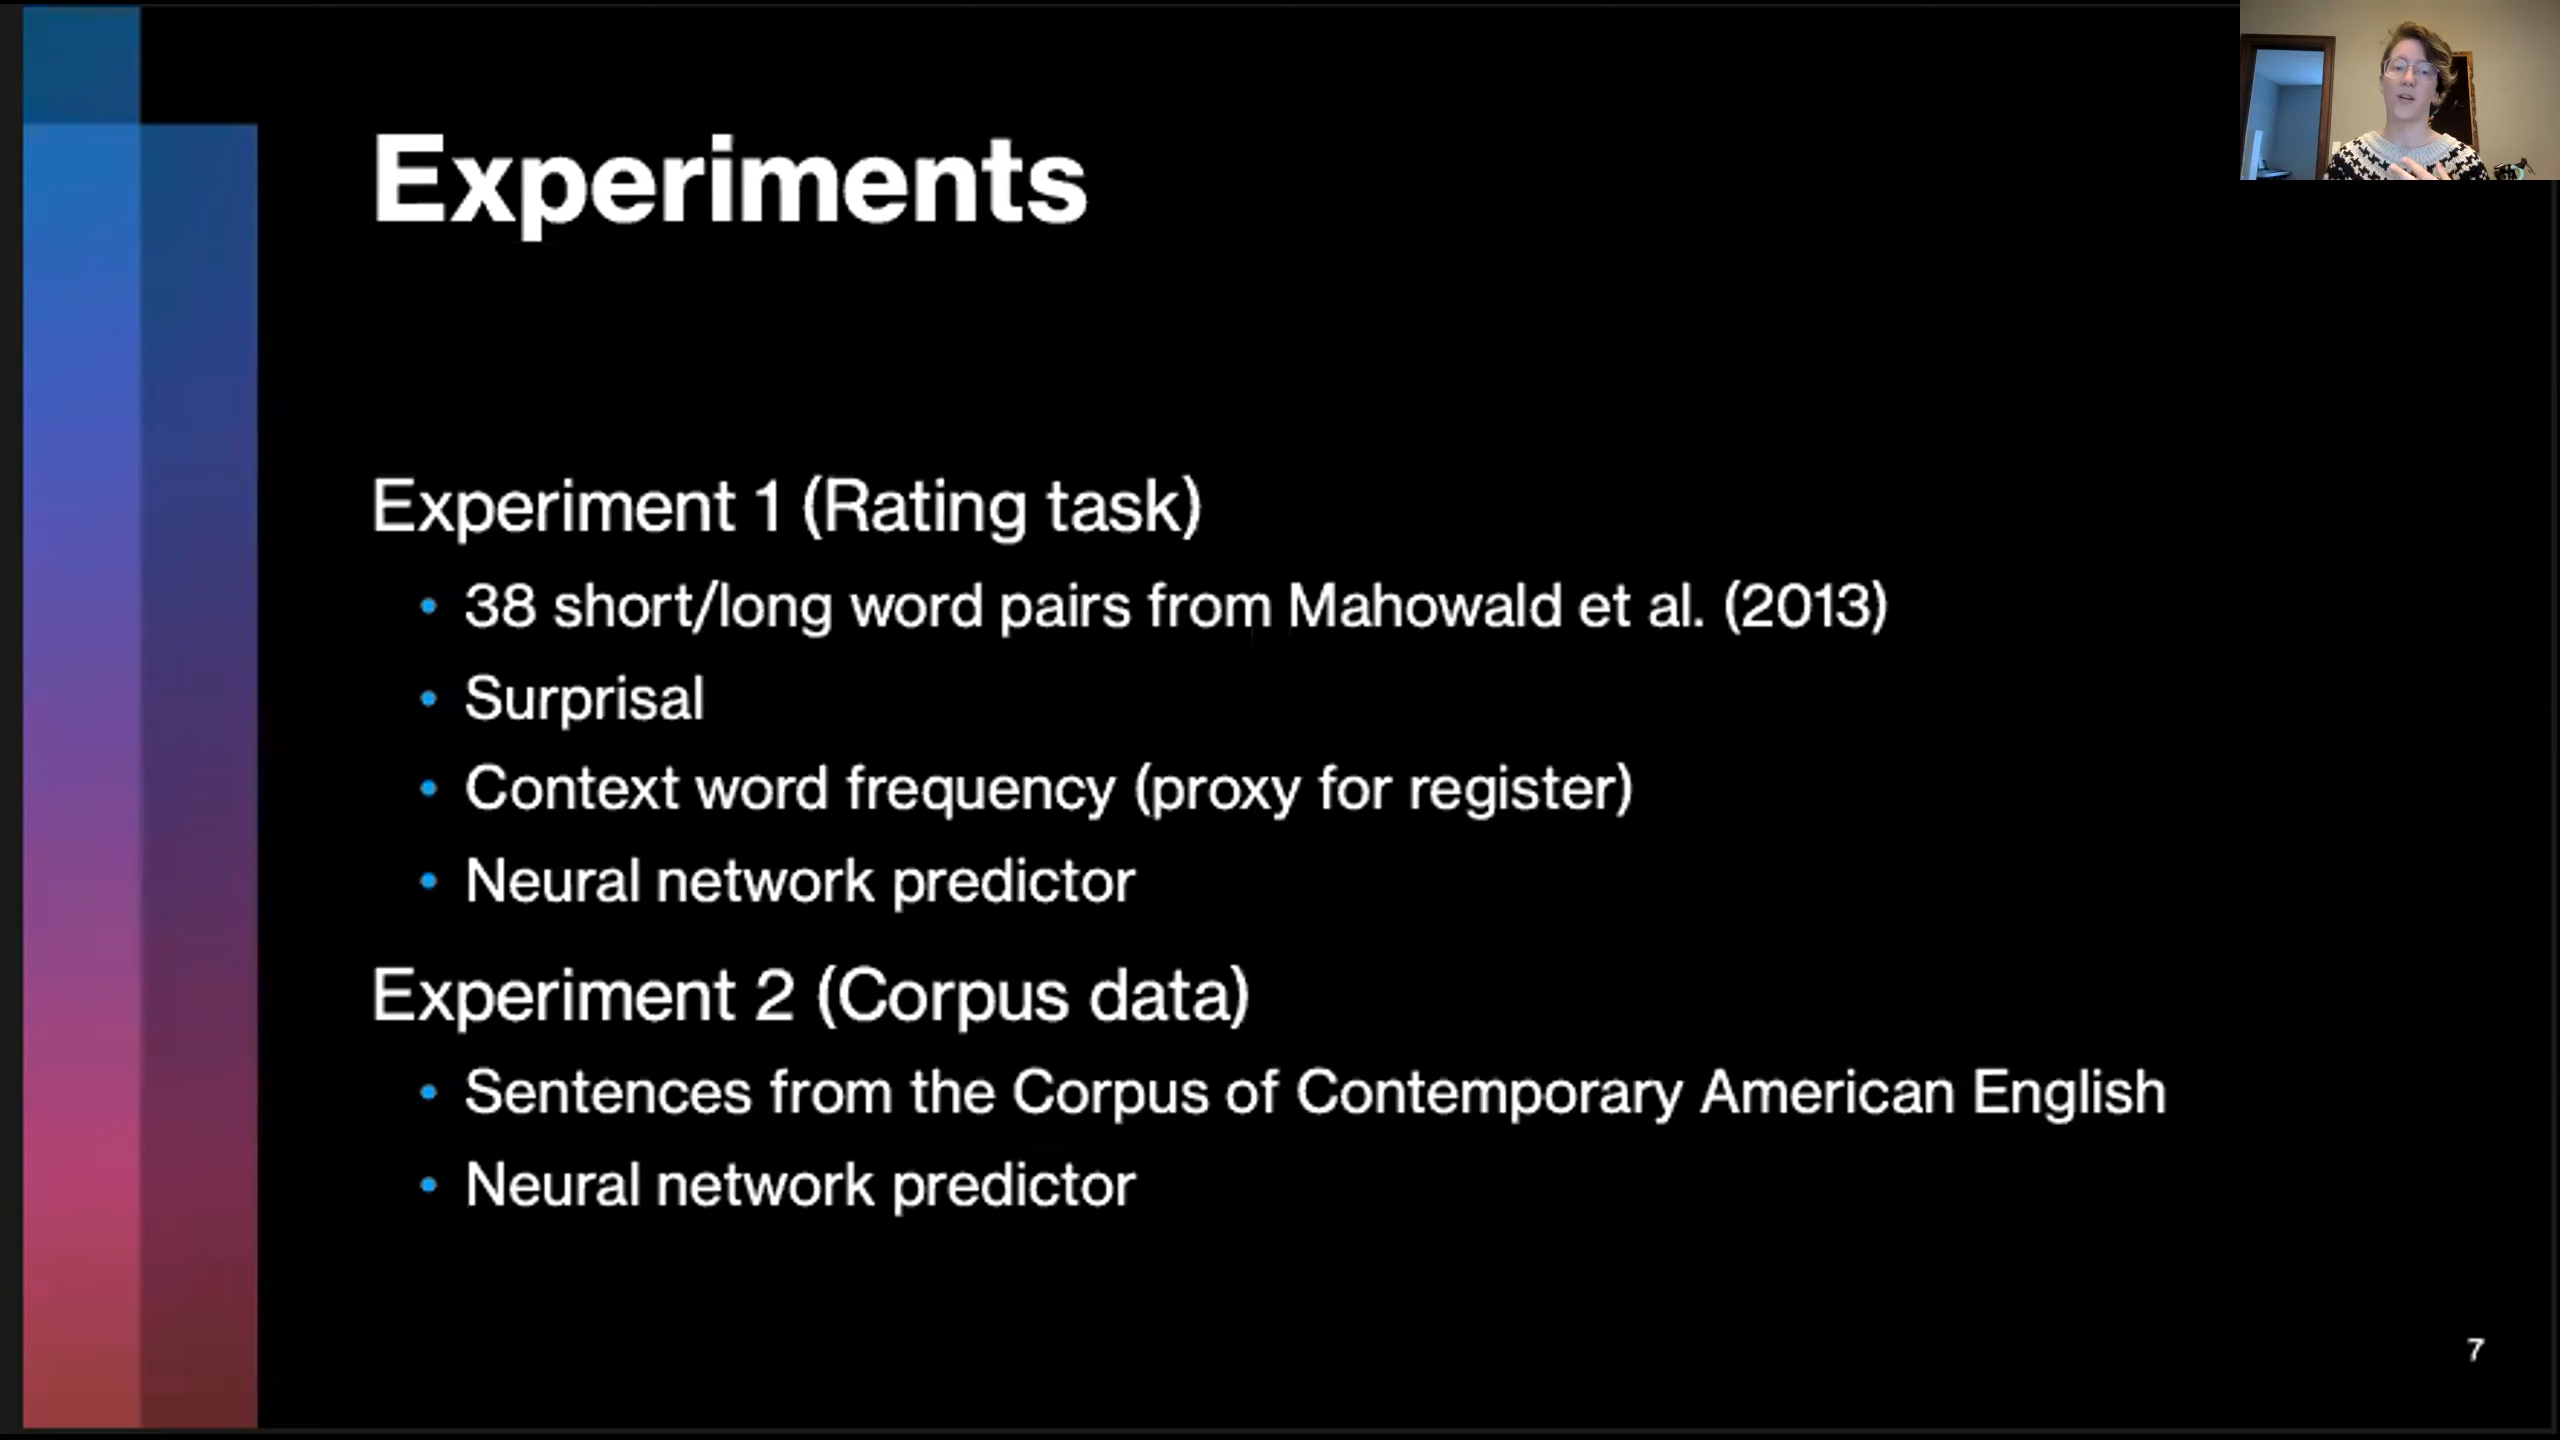 Experiments
Experiment 1 (Rating task)
• 38 short/long word pairs from Mahowald et al. (2013)
• Surprisal
• Context word frequency (proxy for register)
• Neural network predictor
Experiment 2 (Corpus data)
• Sentences from the Corpus of Contemporary American English
• Neural network predictor
7